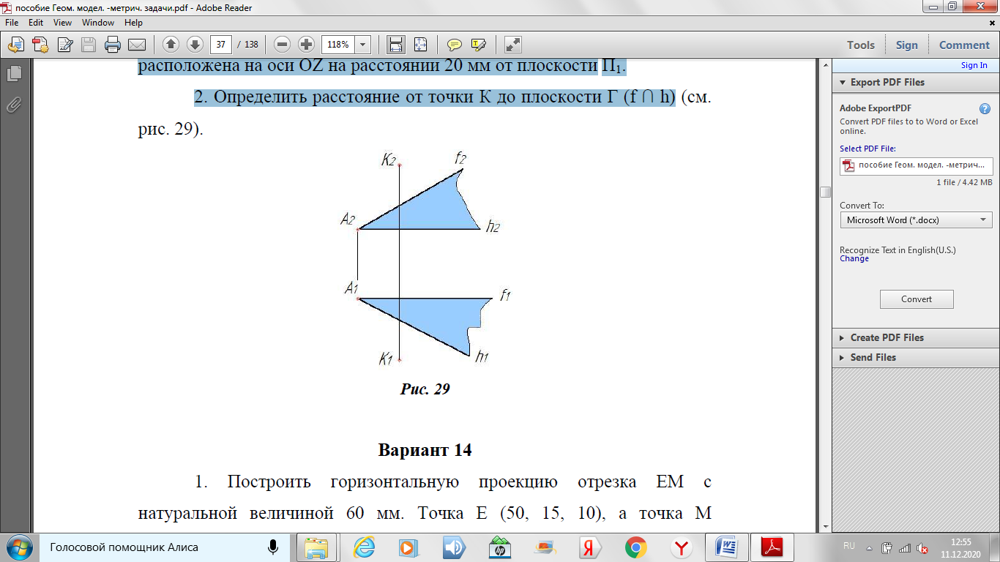 пособие Геом. модел. -метрич. задачи.pdf - Adobe Reader
File Edit View Window Help
37 / 138 118% Tools Sign Comment
расположена на оси OZ на расстоянии 20 мм от плоскости П1.
2. Определить расстояние от точки К до плоскости Г (f ∩ h) (см.
рис. 29).
K2
f2
A2
h2
A1
f1
K1
h1
Рис. 29
Вариант 14
1. Построить горизонтальную проекцию отрезка ЕМ с
натуральной величиной 60 мм. Точка Е (50, 15, 10), а точка М
Sign In
Export PDF Files
Adobe ExportPDF
Convert PDF files to to Word or Excel
online.
Select PDF File:
пособие Геом. модел. -метрич...
1 file / 4.42 MB
Convert To:
Microsoft Word (*.docx)
Recognize Text in English(U.S.)
Change
Convert
Create PDF Files
Send Files
Голосовой помощник Алиса
RU
12:55
11.12.2020